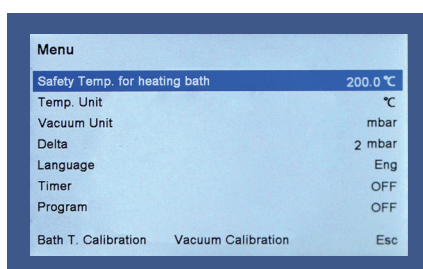 Menu
Safety Temp. for heating bath 200.0 ℃
Temp. Unit ℃
Vacuum Unit mbar
Delta 2 mbar
Language Eng
Timer OFF
Program OFF
Bath T. Calibration Vacuum Calibration Esc